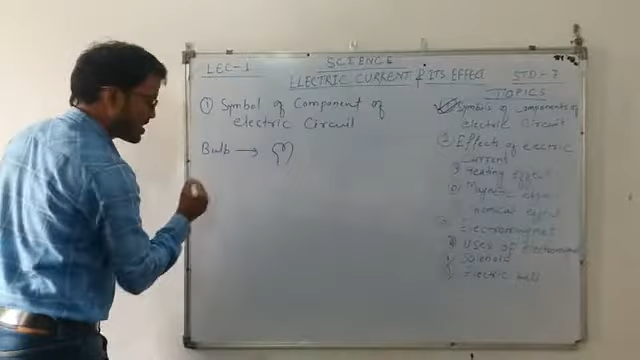 LEC-1
SCIENCE
ELECTRIC CURRENT & ITS EFFECT
STD-7
TOPICS
① Symbol of Component of
electric Circuit
Bulb →
Symbols of components of
electric Circuit
② Effects of electric
current
Heating Effect
Magnetic
Electromagnet
Uses of
Solenoid
Electric bell